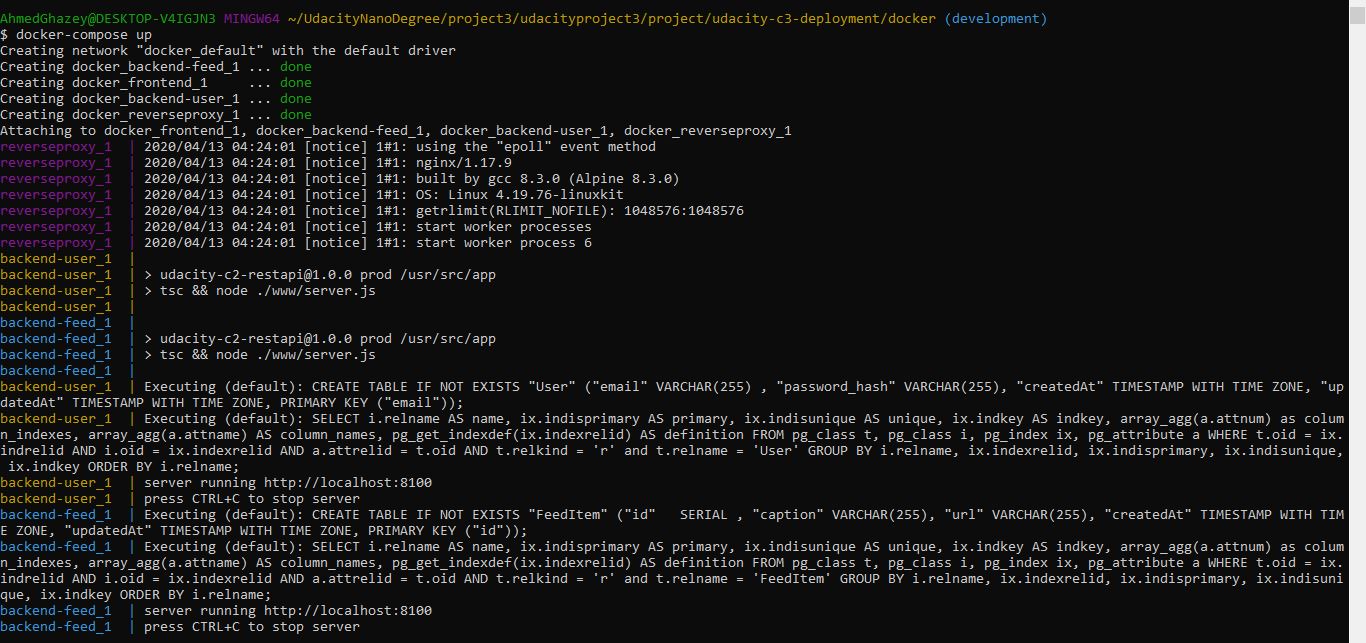 AhmedGhazey@DESKTOP-V4IGJN3 MINGW64 ~/UdacityNanoDegree/project3/udacityproject3/project/udacity-c3-deployment/docker (development)
$ docker-compose up
Creating network "docker_default" with the default driver
Creating docker_backend-feed_1 ... done
Creating docker_frontend_1     ... done
Creating docker_backend-user_1 ... done
Creating docker_reverseproxy_1 ... done
Attaching to docker_frontend_1, docker_backend-feed_1, docker_backend-user_1, docker_reverseproxy_1
reverseproxy_1  | 2020/04/13 04:24:01 [notice] 1#1: using the "epoll" event method
reverseproxy_1  | 2020/04/13 04:24:01 [notice] 1#1: nginx/1.17.9
reverseproxy_1  | 2020/04/13 04:24:01 [notice] 1#1: built by gcc 8.3.0 (Alpine 8.3.0)
reverseproxy_1  | 2020/04/13 04:24:01 [notice] 1#1: OS: Linux 4.19.76-linuxkit
reverseproxy_1  | 2020/04/13 04:24:01 [notice] 1#1: getrlimit(RLIMIT_NOFILE): 1048576:1048576
reverseproxy_1  | 2020/04/13 04:24:01 [notice] 1#1: start worker processes
reverseproxy_1  | 2020/04/13 04:24:01 [notice] 1#1: start worker process 6
backend-user_1  |
backend-user_1  | > udacity-c2-restapi@1.0.0 prod /usr/src/app
backend-user_1  | > tsc && node ./www/server.js
backend-user_1  |
backend-feed_1  |
backend-feed_1  | > udacity-c2-restapi@1.0.0 prod /usr/src/app
backend-feed_1  | > tsc && node ./www/server.js
backend-feed_1  |
backend-user_1  | Executing (default): CREATE TABLE IF NOT EXISTS "User" ("email" VARCHAR(255) , "password_hash" VARCHAR(255), "createdAt" TIMESTAMP WITH TIME ZONE, "up
datedAt" TIMESTAMP WITH TIME ZONE, PRIMARY KEY ("email"));
backend-user_1  | Executing (default): SELECT i.relname AS name, ix.indisprimary AS primary, ix.indisunique AS unique, ix.indkey AS indkey, array_agg(a.attnum) as colum
n_indexes, array_agg(a.attname) AS column_names, pg_get_indexdef(ix.indexrelid) AS definition FROM pg_class t, pg_class i, pg_index ix, pg_attribute a WHERE t.oid = ix.
indrelid AND i.oid = ix.indexrelid AND a.attrelid = t.oid AND t.relkind = 'r' and t.relname = 'User' GROUP BY i.relname, ix.indexrelid, ix.indisprimary, ix.indisunique,
 ix.indkey ORDER BY i.relname;
backend-user_1  | server running http://localhost:8100
backend-user_1  | press CTRL+C to stop server
backend-feed_1  | Executing (default): CREATE TABLE IF NOT EXISTS "FeedItem" ("id"   SERIAL , "caption" VARCHAR(255), "url" VARCHAR(255), "createdAt" TIMESTAMP WITH TIM
E ZONE, "updatedAt" TIMESTAMP WITH TIME ZONE, PRIMARY KEY ("id"));
backend-feed_1  | Executing (default): SELECT i.relname AS name, ix.indisprimary AS primary, ix.indisunique AS unique, ix.indkey AS indkey, array_agg(a.attnum) as colum
n_indexes, array_agg(a.attname) AS column_names, pg_get_indexdef(ix.indexrelid) AS definition FROM pg_class t, pg_class i, pg_index ix, pg_attribute a WHERE t.oid = ix.
indrelid AND i.oid = ix.indexrelid AND a.attrelid = t.oid AND t.relkind = 'r' and t.relname = 'FeedItem' GROUP BY i.relname, ix.indexrelid, ix.indisprimary, ix.indisuni
que, ix.indkey ORDER BY i.relname;
backend-feed_1  | server running http://localhost:8100
backend-feed_1  | press CTRL+C to stop server